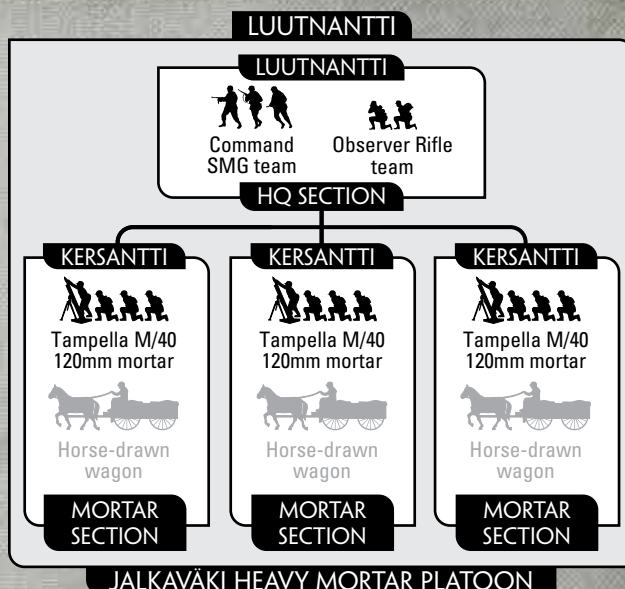 LUUTNANTTI
LUUTNANTTI
Command
SMG team
Observer Rifle
team
HQ SECTION
KERSANTTI
Tampella M/40
120mm mortar
Horse-drawn
wagon
MORTAR
SECTION
KERSANTTI
Tampella M/40
120mm mortar
Horse-drawn
wagon
MORTAR
SECTION
KERSANTTI
Tampella M/40
120mm mortar
Horse-drawn
wagon
MORTAR
SECTION
JALKAVÄKI HEAVY MORTAR PLATOON